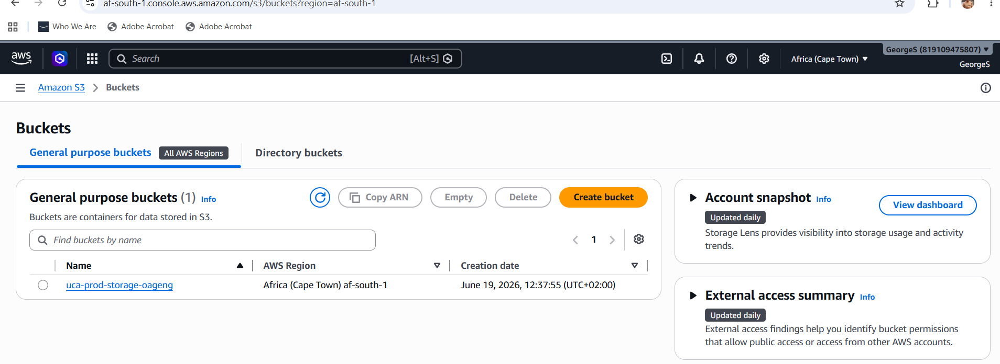 af-south-1.console.aws.amazon.com/s3/buckets?region=af-south-1
Who We Are Adobe Acrobat Adobe Acrobat
aws Search [Alt+S] Africa (Cape Town) GeorgeS (819109475807)
GeorgeS
Amazon S3 Buckets
Buckets
General purpose buckets All AWS Regions Directory buckets
General purpose buckets (1) Info Copy ARN Empty Delete Create bucket
Buckets are containers for data stored in S3.
Find buckets by name 1
Name AWS Region Creation date
uca-prod-storage-oageng Africa (Cape Town) af-south-1 June 19, 2026, 12:37:55 (UTC+02:00)
Account snapshot Info View dashboard
Updated daily
Storage Lens provides visibility into storage usage and activity
trends.
External access summary Info
Updated daily
External access findings help you identify bucket permissions
that allow public access or access from other AWS accounts.